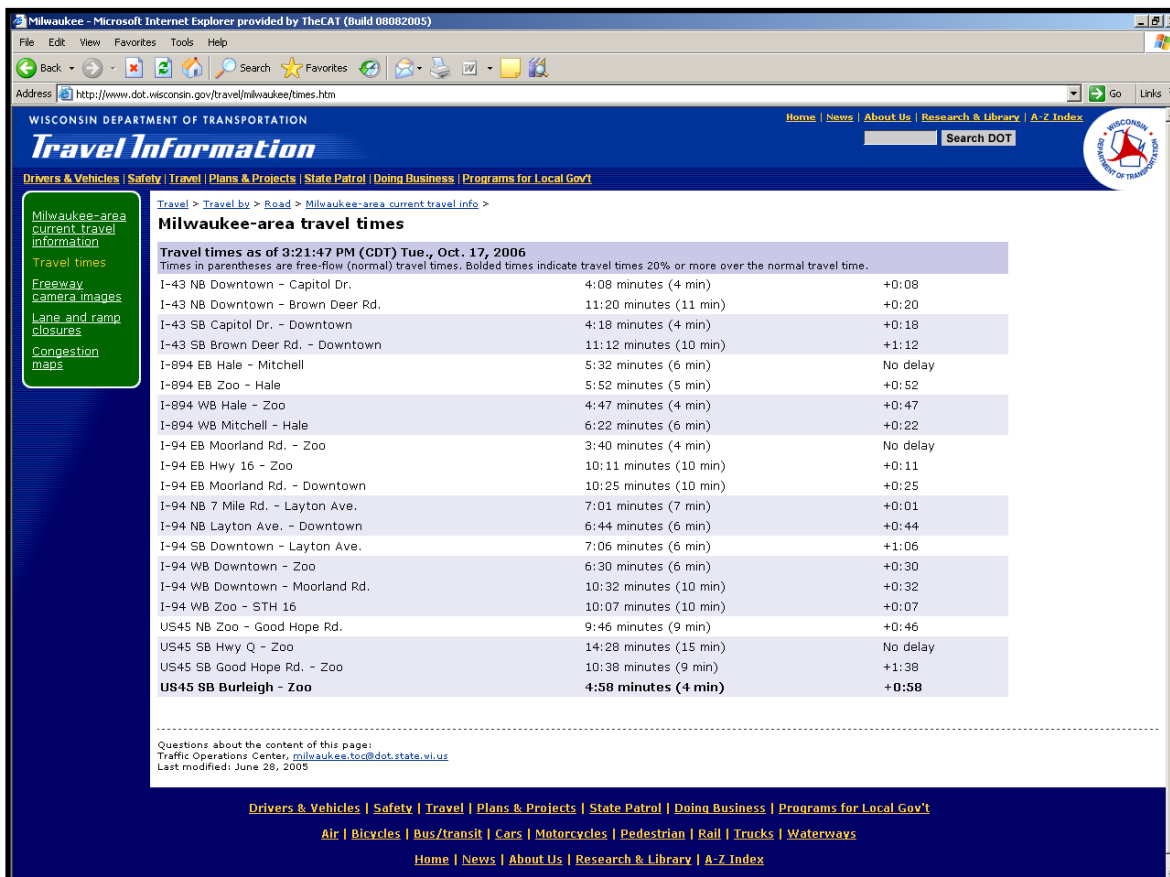 Milwaukee - Microsoft Internet Explorer provided by TheCAT (Build 08082005)
File Edit View Favorites Tools Help
Back Search Favorites
Address http://www.dot.wisconsin.gov/travel/milwaukee/times.htm Go Links
WISCONSIN DEPARTMENT OF TRANSPORTATION
Home | News | About Us | Research & Library | A-Z Index
Travel Information
Search DOT
WISCONSIN DEPARTMENT OF TRANSPORTATION
Drivers & Vehicles | Safety | Travel | Plans & Projects | State Patrol | Doing Business | Programs for Local Gov't
Milwaukee-area
current travel
information
Travel times
Freeway
camera images
Lane and ramp
closures
Congestion
maps
Travel > Travel by > Road > Milwaukee-area current travel info >
Milwaukee-area travel times
Travel times as of 3:21:47 PM (CDT) Tue., Oct. 17, 2006
Times in parentheses are free-flow (normal) travel times. Bolded times indicate travel times 20% or more over the normal travel time.
I-43 NB Downtown - Capitol Dr. 4:08 minutes (4 min) +0:08
I-43 NB Downtown - Brown Deer Rd. 11:20 minutes (11 min) +0:20
I-43 SB Capitol Dr. - Downtown 4:18 minutes (4 min) +0:18
I-43 SB Brown Deer Rd. - Downtown 11:12 minutes (10 min) +1:12
I-894 EB Hale - Mitchell 5:32 minutes (6 min) No delay
I-894 EB Zoo - Hale 5:52 minutes (5 min) +0:52
I-894 WB Hale - Zoo 4:47 minutes (4 min) +0:47
I-894 WB Mitchell - Hale 6:22 minutes (6 min) +0:22
I-94 EB Moorland Rd. - Zoo 3:40 minutes (4 min) No delay
I-94 EB Hwy 16 - Zoo 10:11 minutes (10 min) +0:11
I-94 EB Moorland Rd. - Downtown 10:25 minutes (10 min) +0:25
I-94 NB 7 Mile Rd. - Layton Ave. 7:01 minutes (7 min) +0:01
I-94 NB Layton Ave. - Downtown 6:44 minutes (6 min) +0:44
I-94 SB Downtown - Layton Ave. 7:06 minutes (6 min) +1:06
I-94 WB Downtown - Zoo 6:30 minutes (6 min) +0:30
I-94 WB Downtown - Moorland Rd. 10:32 minutes (10 min) +0:32
I-94 WB Zoo - STH 16 10:07 minutes (10 min) +0:07
US45 NB Zoo - Good Hope Rd. 9:46 minutes (9 min) +0:46
US45 SB Hwy Q - Zoo 14:28 minutes (15 min) No delay
US45 SB Good Hope Rd. - Zoo 10:38 minutes (9 min) +1:38
US45 SB Burleigh - Zoo 4:58 minutes (4 min) +0:58
Questions about the content of this page:
Traffic Operations Center, milwaukee.toc@dot.state.wi.us
Last modified: June 28, 2005
Drivers & Vehicles | Safety | Travel | Plans & Projects | State Patrol | Doing Business | Programs for Local Gov't
Air | Bicycles | Bus/transit | Cars | Motorcycles | Pedestrian | Rail | Trucks | Waterways
Home | News | About Us | Research & Library | A-Z Index